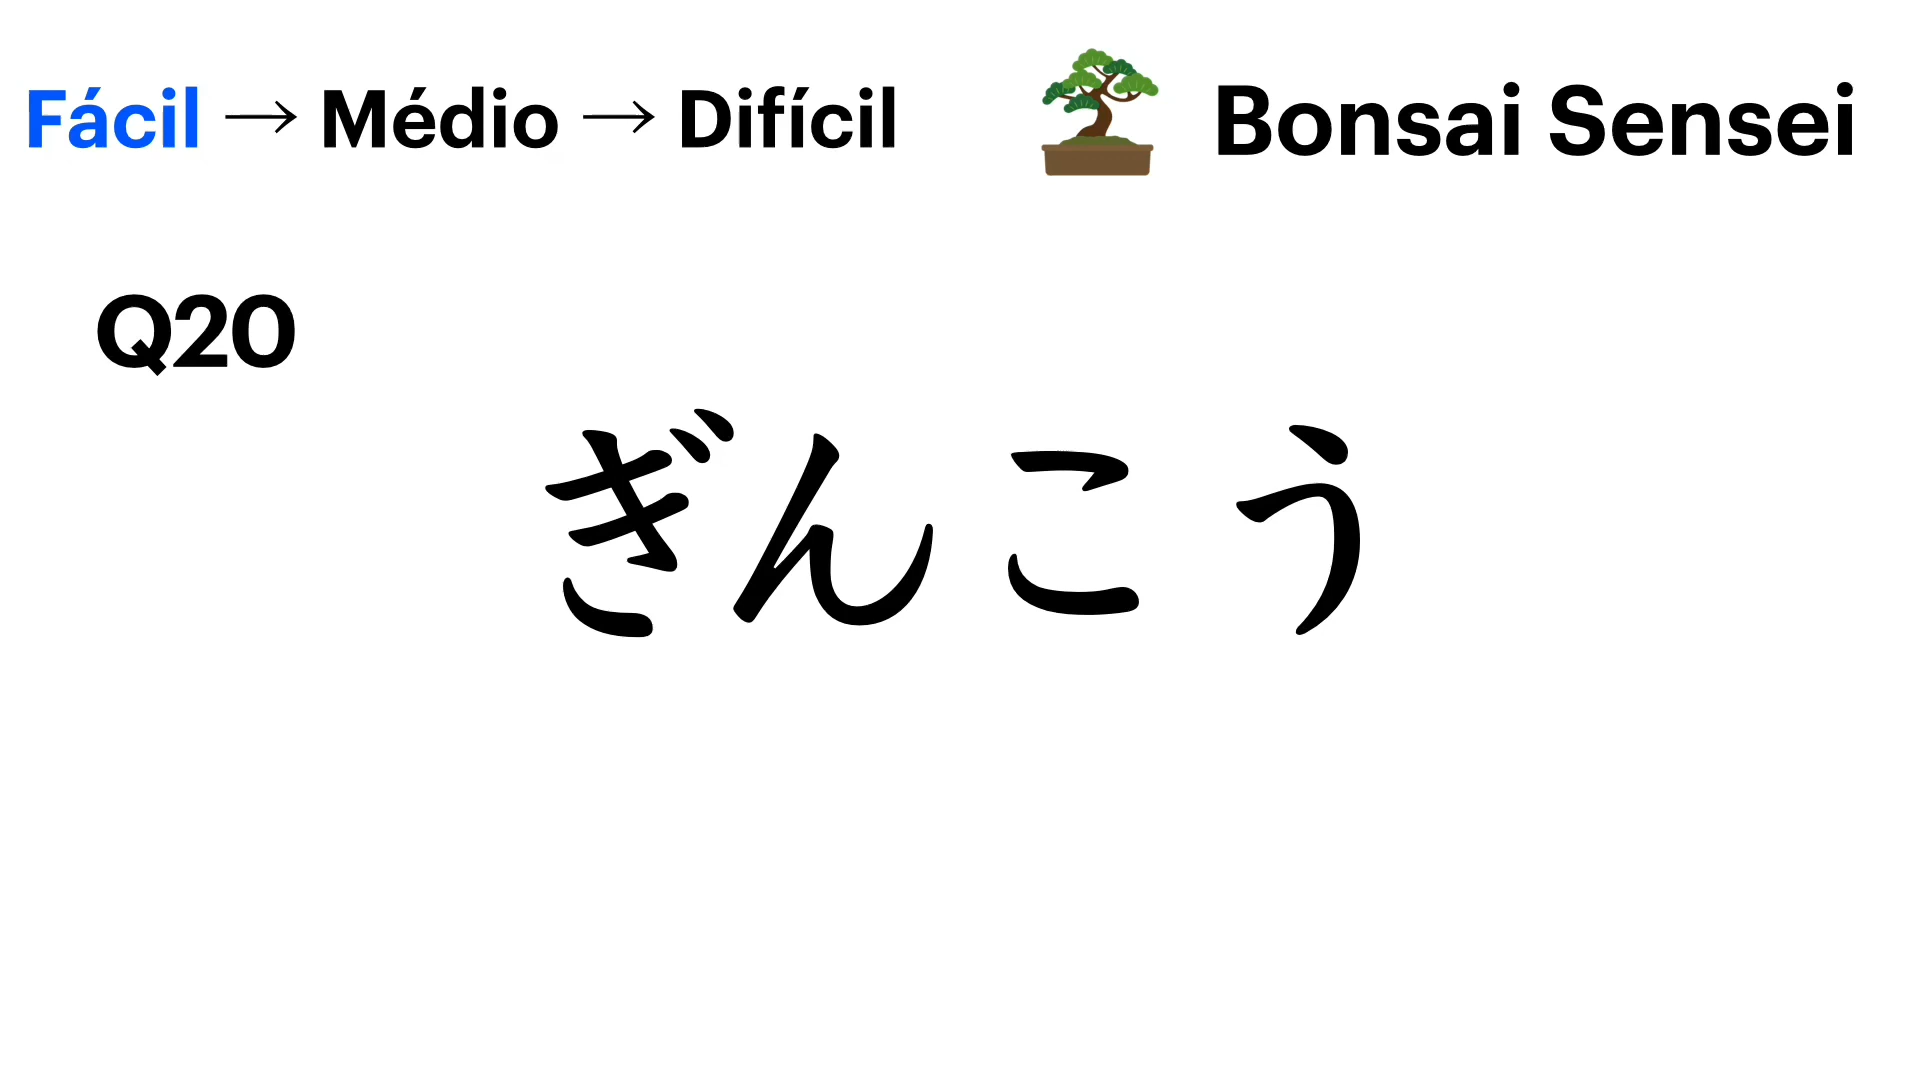 Fácil → Médio → Difícil
Bonsai Sensei
Q20
ぎんこう